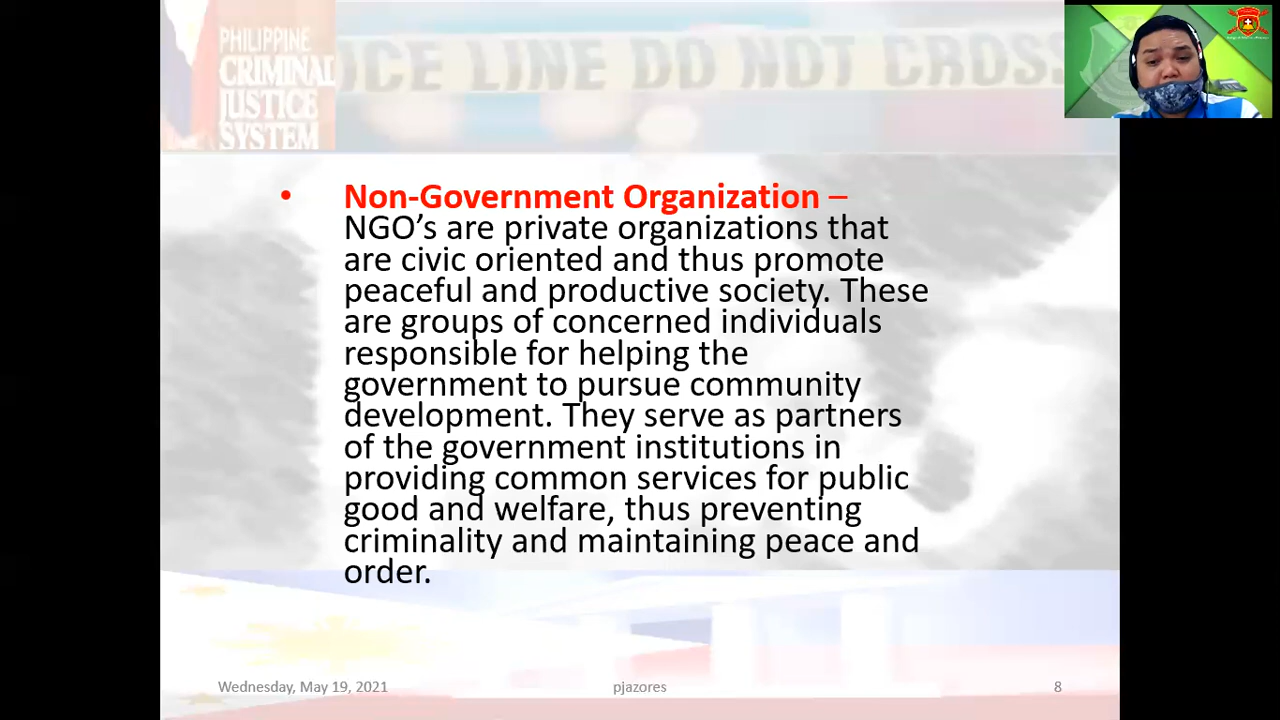 PHILIPPINE
CRIMINAL
JUSTICE
SYSTEM
ICE LINE DO NOT CROSS
• Non-Government Organization –
NGO’s are private organizations that
are civic oriented and thus promote
peaceful and productive society. These
are groups of concerned individuals
responsible for helping the
government to pursue community
development. They serve as partners
of the government institutions in
providing common services for public
good and welfare, thus preventing
criminality and maintaining peace and
order.
Wednesday, May 19, 2021
pjazores
8